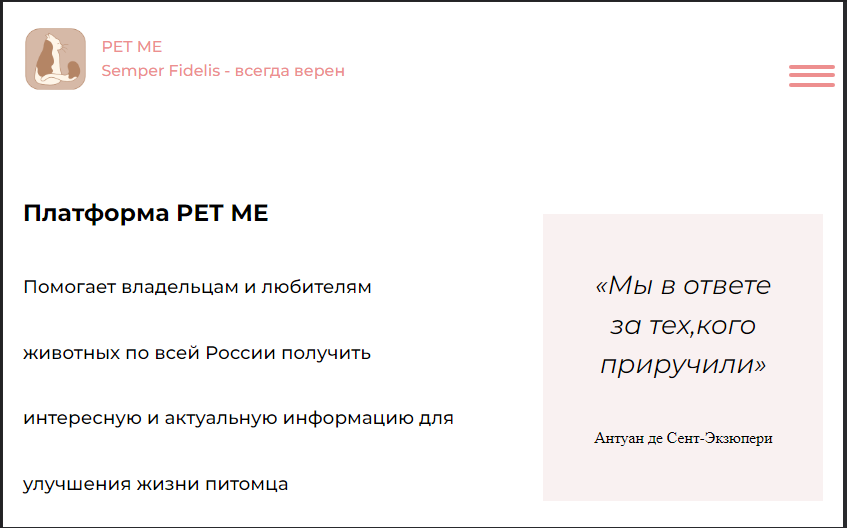 PET ME
Semper Fidelis - всегда верен
Платформа PET ME
Помогает владельцам и любителям
животных по всей России получить
интересную и актуальную информацию для
улучшения жизни питомца
«Мы в ответе
за тех,кого
приручили»
Антуан де Сент-Экзюпери